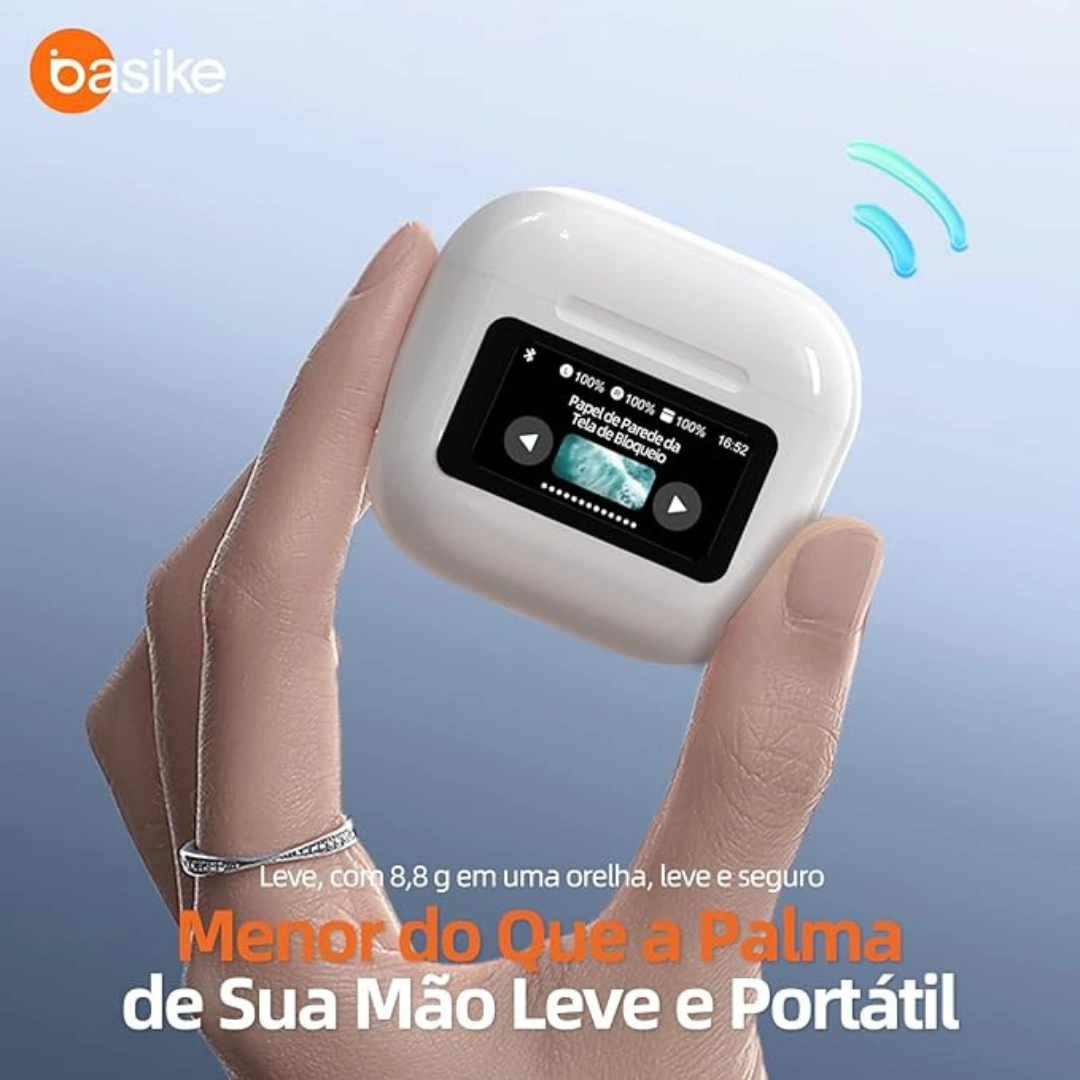 basike
L 100% R 100% 100% 16:52
Papel de Parede da
Tela de Bloqueio
Leve, com 8,8 g em uma orelha, leve e seguro
Menor do Que a Palma
de Sua Mão Leve e Portátil